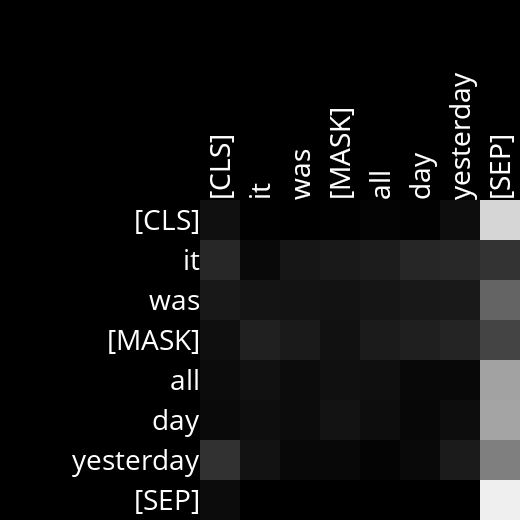 [CLS] it was [MASK] all day yesterday [SEP]
[CLS]
it
was
[MASK]
all
day
yesterday
[SEP]